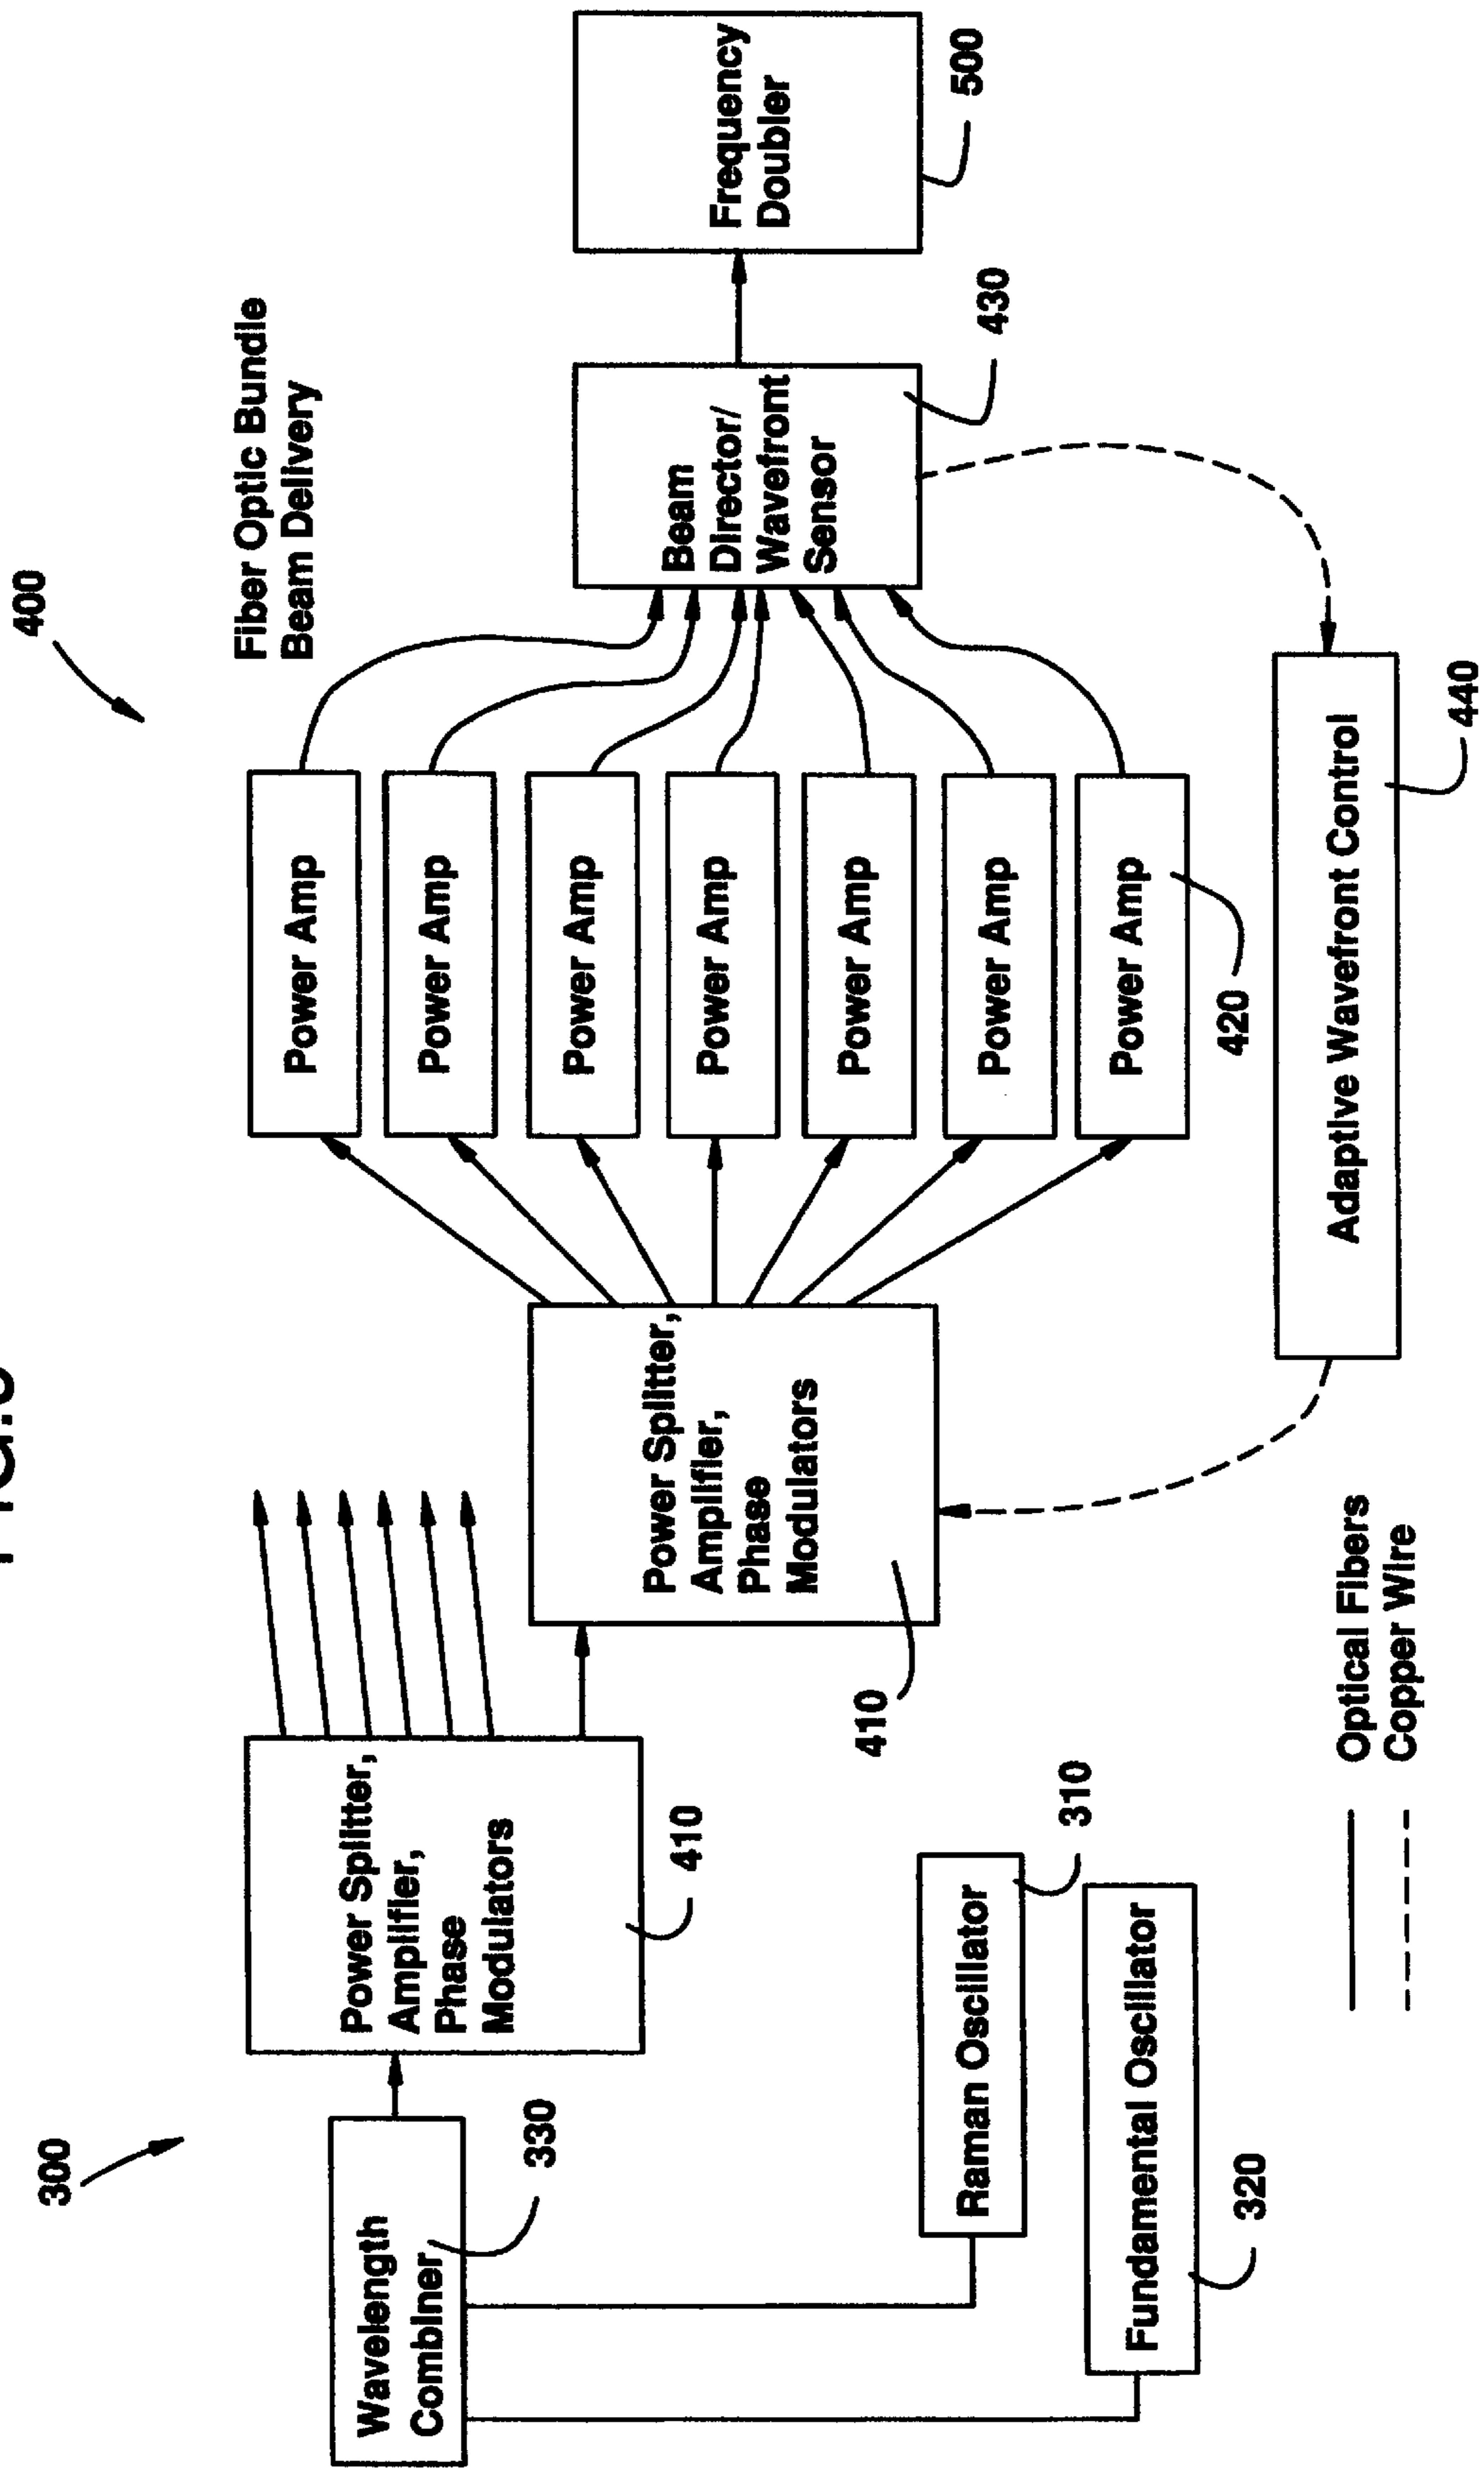 300
400
Wavelength
Combiner
330
Power Splitter,
Amplifier,
Phase
Modulators
410
Raman Oscillator
310
Fundamental Oscillator
320
Power Splitter,
Amplifier,
Phase
Modulators
410
Power Amp
Power Amp
Power Amp
Power Amp
Power Amp
Power Amp
Power Amp
420
Fiber Optic Bundle
Beam Delivery
Beam
Director/
Wavefront
Sensor
430
Frequency
Doubler
500
Adaptive Wavefront Control
440
Optical Fibers
Copper Wire